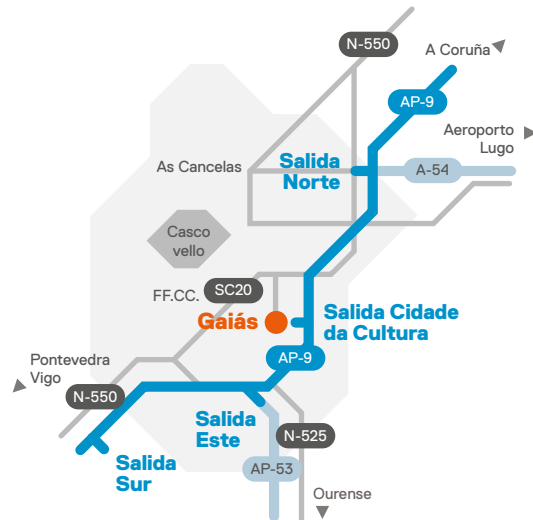 N-550
A Coruña
AP-9
Aeroporto
Lugo
As Cancelas
Salida
Norte
A-54
Casco
vello
FF.CC.
SC20
Gaiás
Salida Cidade
da Cultura
AP-9
Pontevedra
Vigo
N-550
Salida
Este
N-525
Salida
Sur
AP-53
Ourense